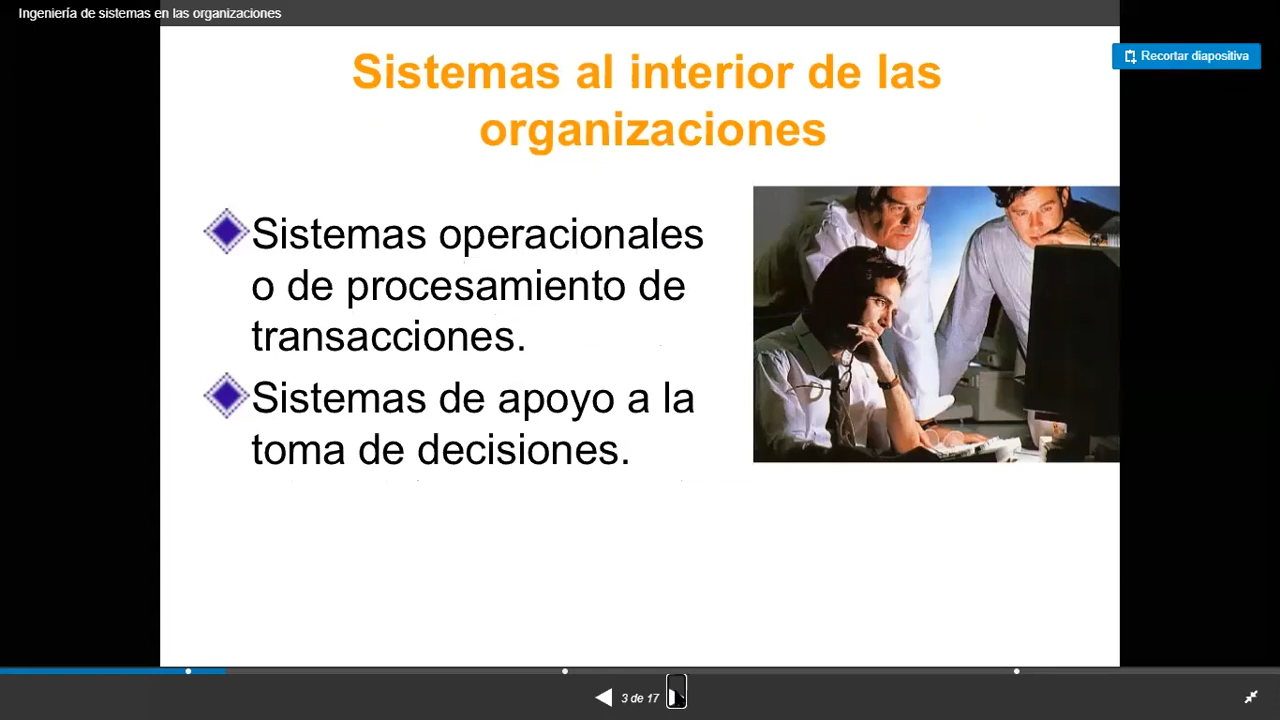 Ingeniería de sistemas en las organizaciones
Recortar diapositiva
Sistemas al interior de las
organizaciones
Sistemas operacionales
o de procesamiento de
transacciones.
Sistemas de apoyo a la
toma de decisiones.
3 de 17